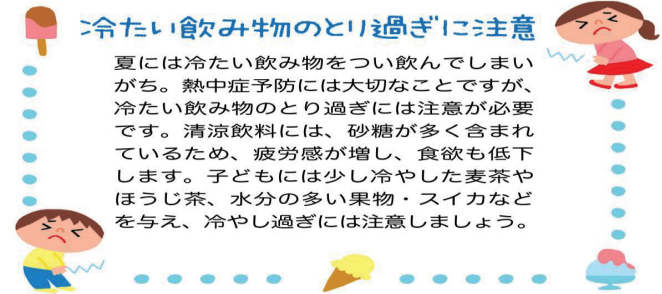 冷たい飲み物のとり過ぎに注意
夏には冷たい飲み物をつい飲んでしまい
がち。熱中症予防には大切なことですが、
冷たい飲み物のとり過ぎには注意が必要
です。清涼飲料には、砂糖が多く含まれ
ているため、疲労感が増し、食欲も低下
します。子どもには少し冷やした麦茶や
ほうじ茶、水分の多い果物・スイカなど
を与え、冷やし過ぎには注意しましょう。